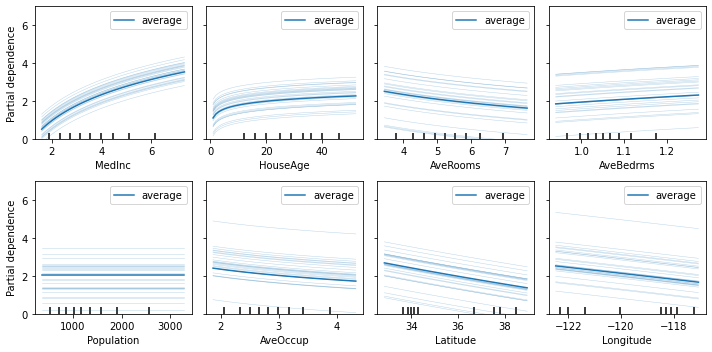 average average average average
Partial dependence
6
4
2
0
2 4 6
0 20 40
4 5 6 7
1.0 1.1 1.2
MedInc HouseAge AveRooms AveBedrms
average average average average
Partial dependence
6
4
2
0
1000 2000 3000
2 3 4
34 36 38
−122 −120 −118
Population AveOccup Latitude Longitude